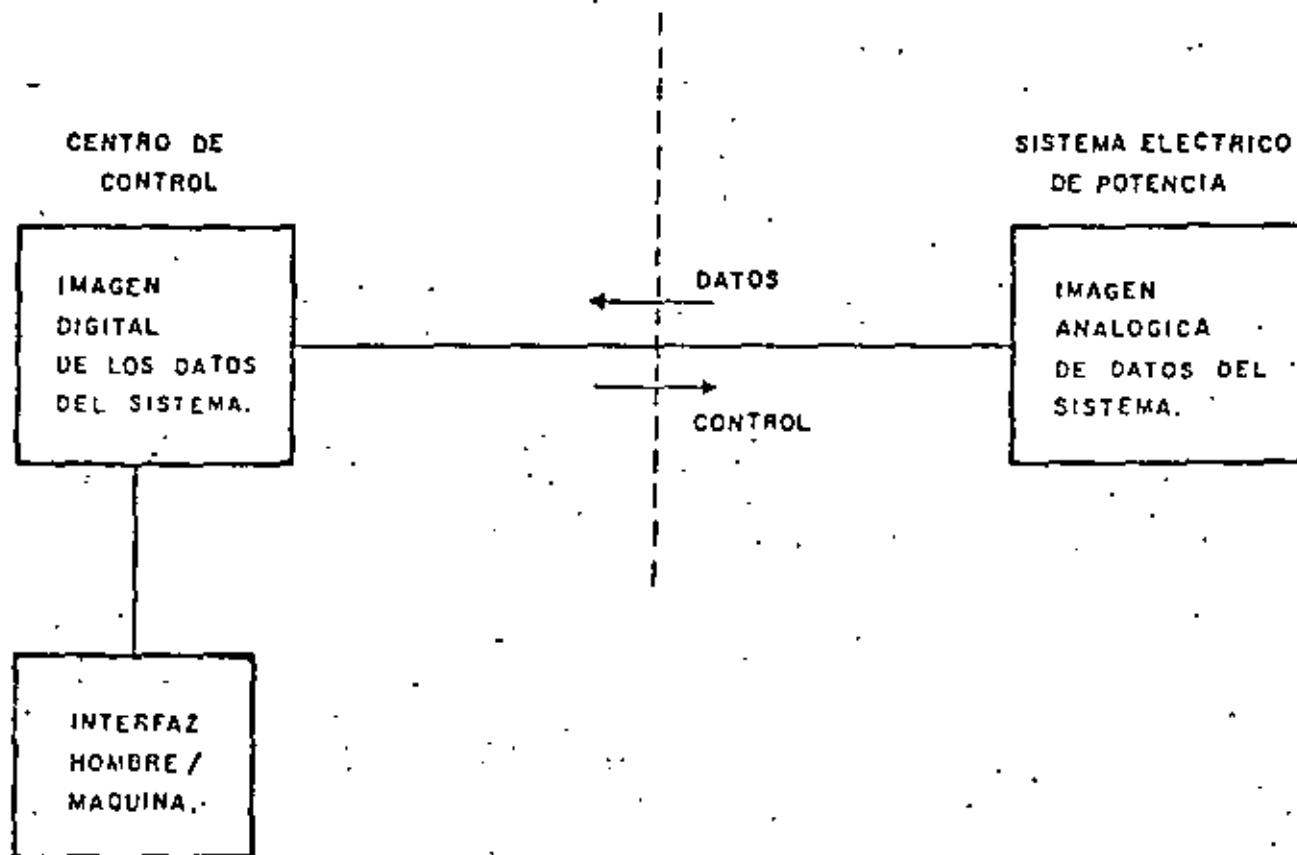 CENTRO DE
CONTROL
SISTEMA ELECTRICO
DE POTENCIA
IMAGEN
DIGITAL
DE LOS DATOS
DEL SISTEMA.
DATOS
CONTROL
IMAGEN
ANALOGICA
DE DATOS DEL
SISTEMA.
INTERFAZ
HOMBRE /
MAQUINA.